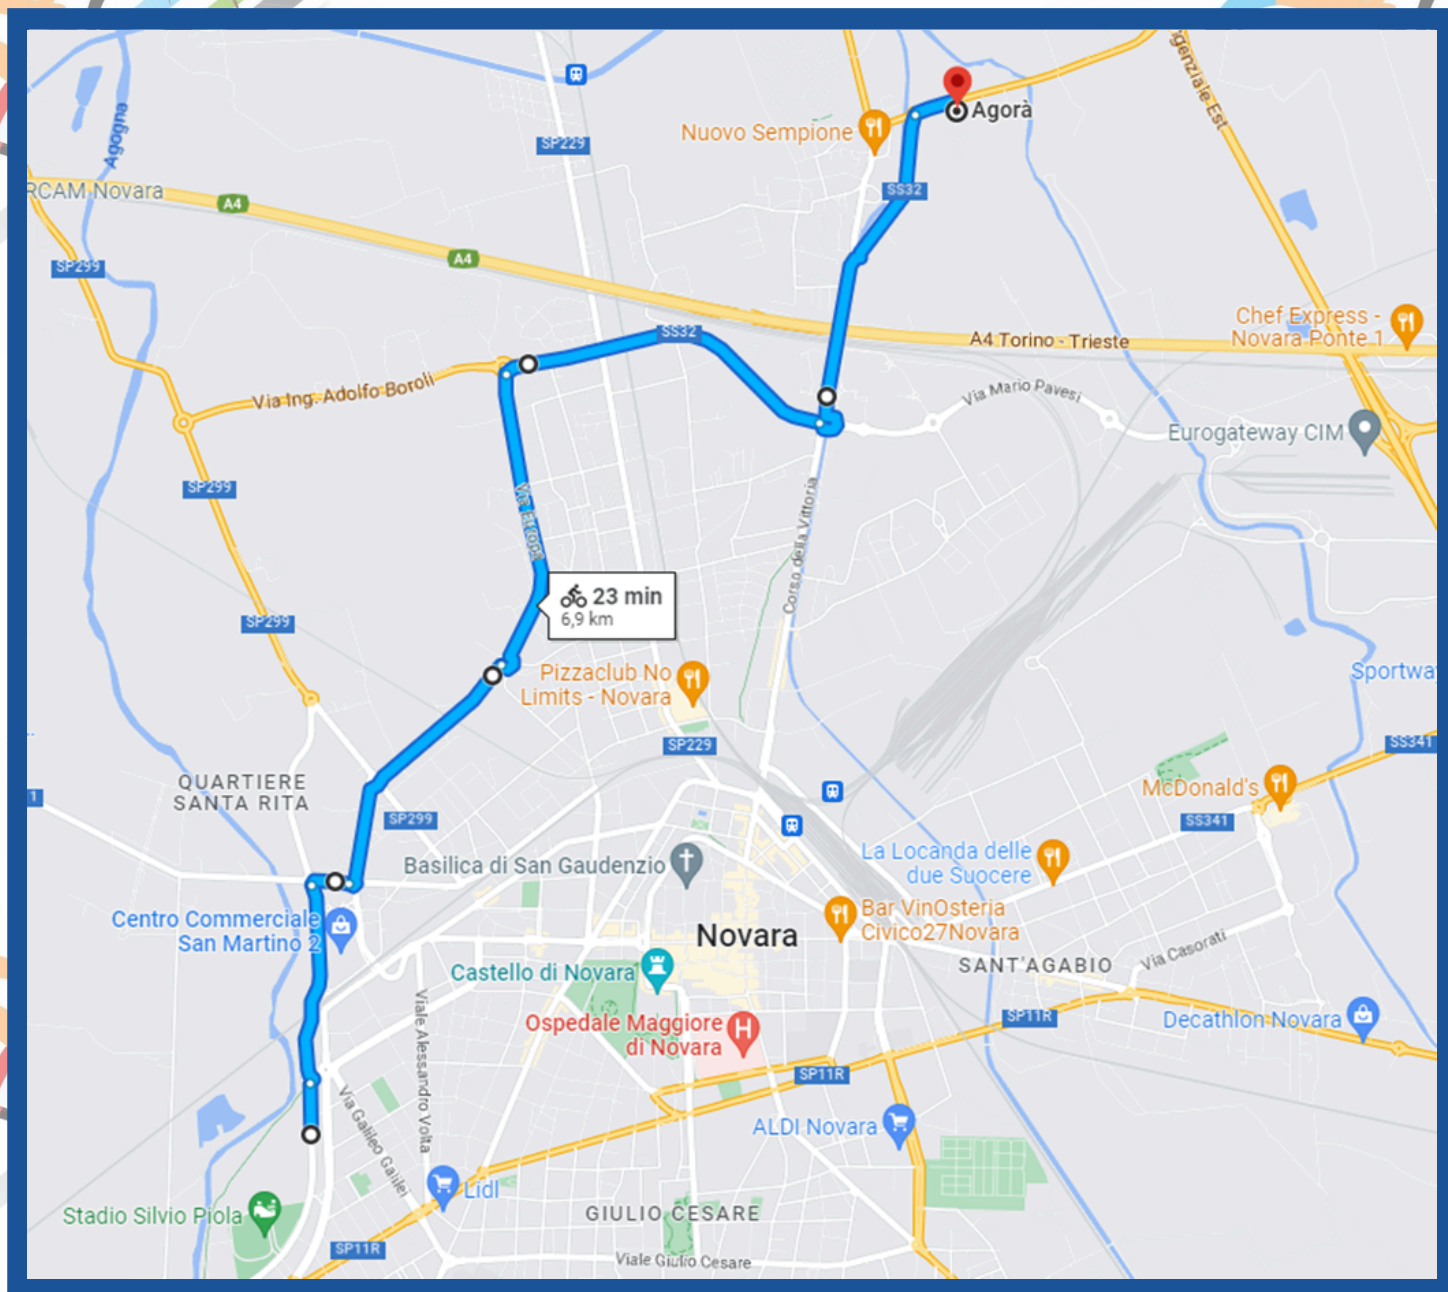 Agorà
Nuovo Sempione
Agogna
SP229
SS32
RCAM Novara
A4
A4
SP299
Chef Express -
Novara Ponte 1
SS32
A4 Torino - Trieste
Via Ing. Adolfo Boroli
Via Mario Pavesi
Eurogateway CIM
SP299
Via Europa
Corso della Vittoria
23 min
6,9 km
SP299
Pizzaclub No
Limits - Novara
Sportwa
SP229
SS341
QUARTIERE
SANTA RITA
1
McDonald's
SP299
SS341
Basilica di San Gaudenzio
La Locanda delle
due Suocere
Centro Commerciale
San Martino 2
Bar VinOsteria
Civico27Novara
Novara
Castello di Novara
SANT'AGABIO
Via Casorati
Viale Alessandro Volta
Ospedale Maggiore
di Novara
SP11R
Decathlon Novara
SP11R
Via Galileo Galilei
ALDI Novara
Lidl
Stadio Silvio Piola
GIULIO CESARE
SP11R
Viale Giulio Cesare